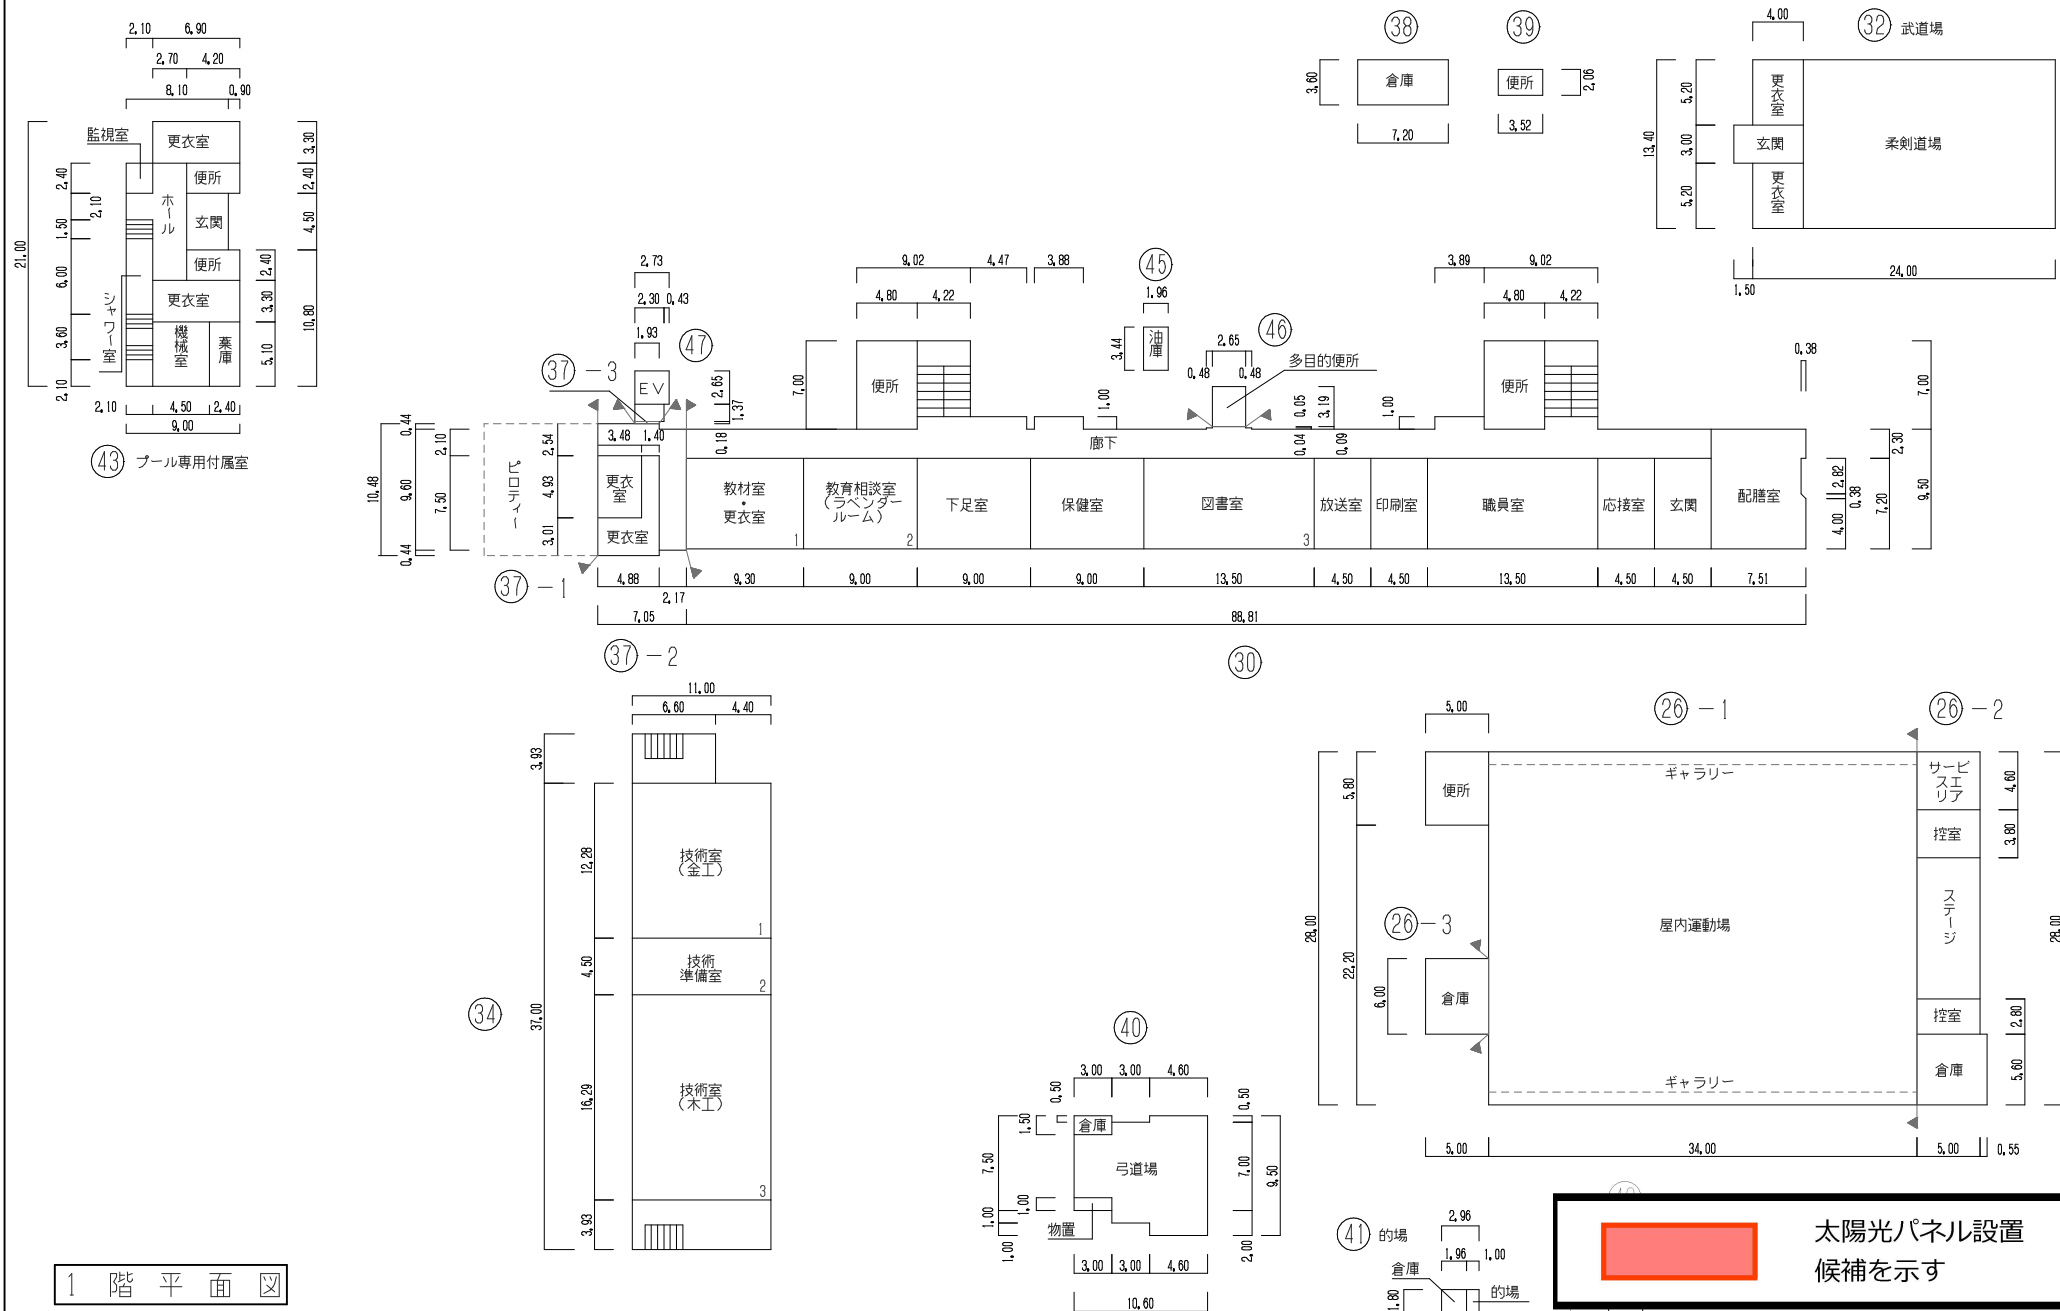 2.10 6.90
2.70 4.20
8.10 0.90
監視室
更衣室
便所
ホール
玄関
便所
更衣室
シャワー室
機械室
薬庫
21.00
2.40
2.10
1.50
6.00
3.60
2.10
3.30
2.40
4.50
10.80
2.40
3.30
5.10
2.10 4.50 2.40
9.00
43 プール専用付属室
38
倉庫
3.60
7.20
39
便所
2.06
3.52
32 武道場
4.00
更衣室
玄関
更衣室
柔剣道場
13.40
5.20
3.00
5.20
24.00
1.50
2.73
2.30 0.43
1.93
47
37 - 3
EV
2.65
1.37
9.02 4.47 3.88
4.80 4.22
7.00
便所
1.00
45
1.96
油庫
3.44
46
2.65
0.48 0.48
多目的便所
0.05
3.19
0.04
0.09
1.00
3.89 9.02
4.80 4.22
便所
0.38
7.00
2.30
9.50
7.20
2.82
0.38
4.00
10.48
0.44
9.60
0.44
2.10
7.50
ピロティー
2.54
4.93
3.01
3.48 1.40
0.18
廊下
更衣室
更衣室
教材室・更衣室
1
教育相談室(ラベンダールーム)
2
下足室
保健室
図書室
3
放送室
印刷室
職員室
応接室
玄関
配膳室
37 - 1
4.88 9.30 9.00 9.00 9.00 13.50 4.50 4.50 13.50 4.50 4.50 7.51
2.17
7.05 88.81
37 - 2
30
11.00
6.60 4.40
3.93
12.28
4.50
16.29
3.93
37.00
34
技術室(金工)
1
技術準備室
2
技術室(木工)
3
26 - 1
26 - 2
26 - 3
5.00
5.80
22.20
28.00
6.00
便所
倉庫
ギャラリー
屋内運動場
ギャラリー
サービスエリア
控室
ステージ
控室
倉庫
4.60
3.80
2.80
5.60
28.00
5.00 34.00 5.00 0.55
40
3.00 3.00 4.60
0.50
1.50
7.50
1.00
1.00
1.00
0.50
7.00
9.50
2.00
倉庫
弓道場
物置
3.00 3.00 4.60
10.60
41 的場
2.96
1.96 1.00
倉庫
的場
1.80
太陽光パネル設置
候補を示す
1 階 平 面 図